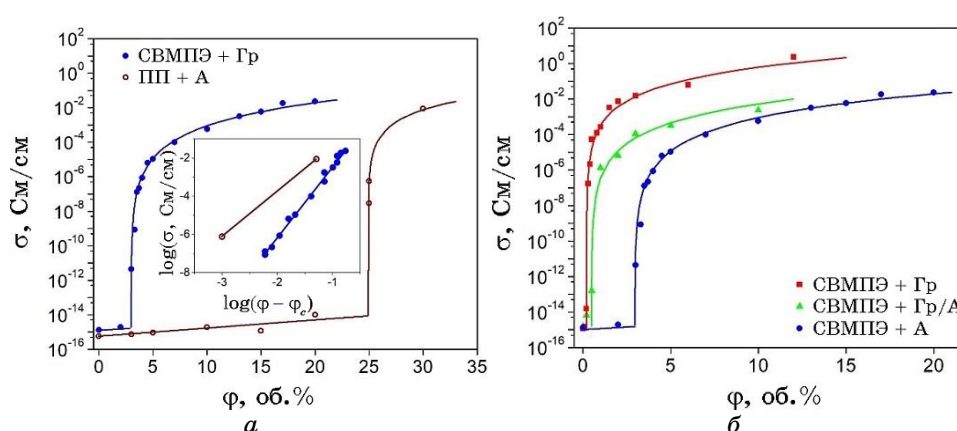 10²
10⁰
10⁻²
10⁻⁴
10⁻⁶
10⁻⁸
10⁻¹⁰
10⁻¹²
10⁻¹⁴
10⁻¹⁶
σ, См/см
СВМПЭ + Гр
ПП + А
0
-2
-4
-6
-8
log(σ, См/см)
-3 -2 -1 0
log(φ – φc)
0 5 10 15 20 25 30 35
φ, об.%
а
10²
10⁰
10⁻²
10⁻⁴
10⁻⁶
10⁻⁸
10⁻¹⁰
10⁻¹²
10⁻¹⁴
10⁻¹⁶
σ, См/см
СВМПЭ + Гр
СВМПЭ + Гр/А
СВМПЭ + А
0 5 10 15 20
φ, об.%
б